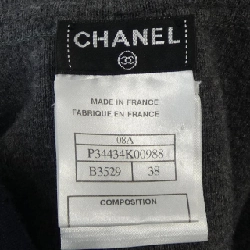 CHANEL
MADE IN FRANCE
FABRIQUE EN FRANCE
08A
P34434K00988
B3529 38
COMPOSITION